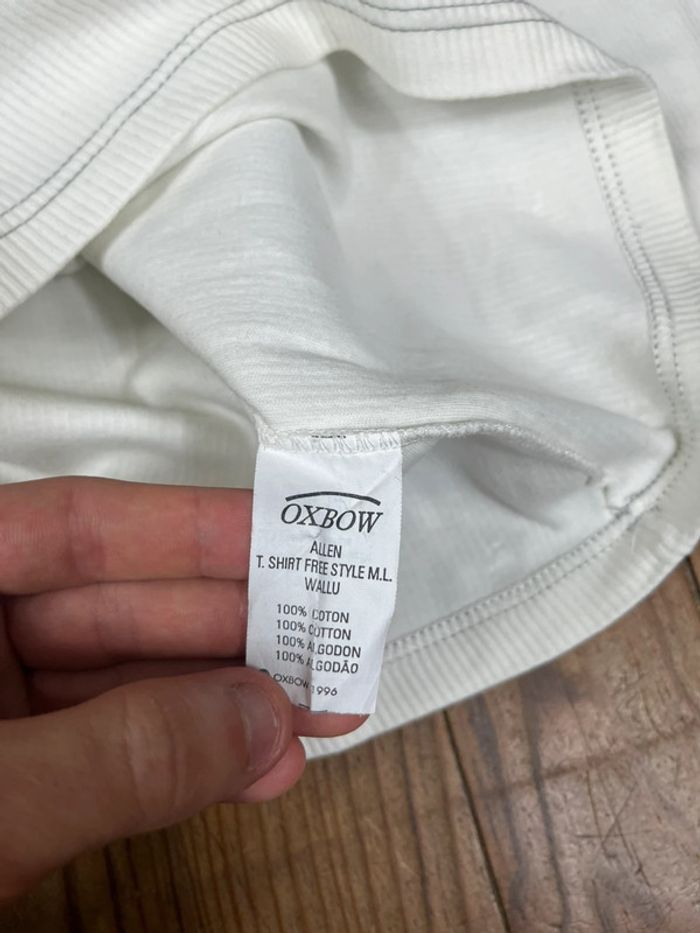 OXBOW
ALLEN
T. SHIRT FREE STYLE M.L.
WALLU
100% COTON
100% COTTON
100% ALGODON
100% ALGODÃO
© OXBOW 1996